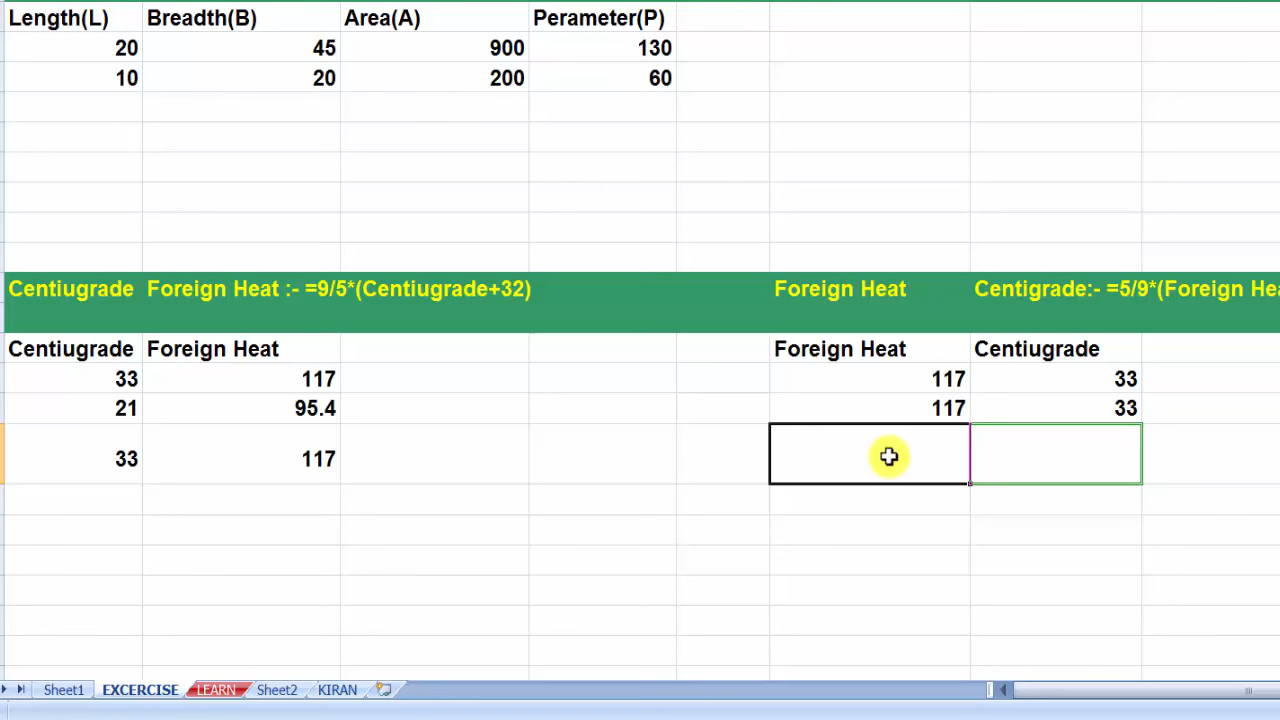 Length(L) Breadth(B) Area(A) Perameter(P)
20 45 900 130
10 20 200 60
Centiugrade Foreign Heat :- =9/5*(Centiugrade+32) Foreign Heat Centigrade:- =5/9*(Foreign
Centiugrade Foreign Heat Foreign Heat Centiugrade
33 117 117 33
21 95.4 117 33
33 117
Sheet1 EXCERCISE LEARN Sheet2 KIRAN